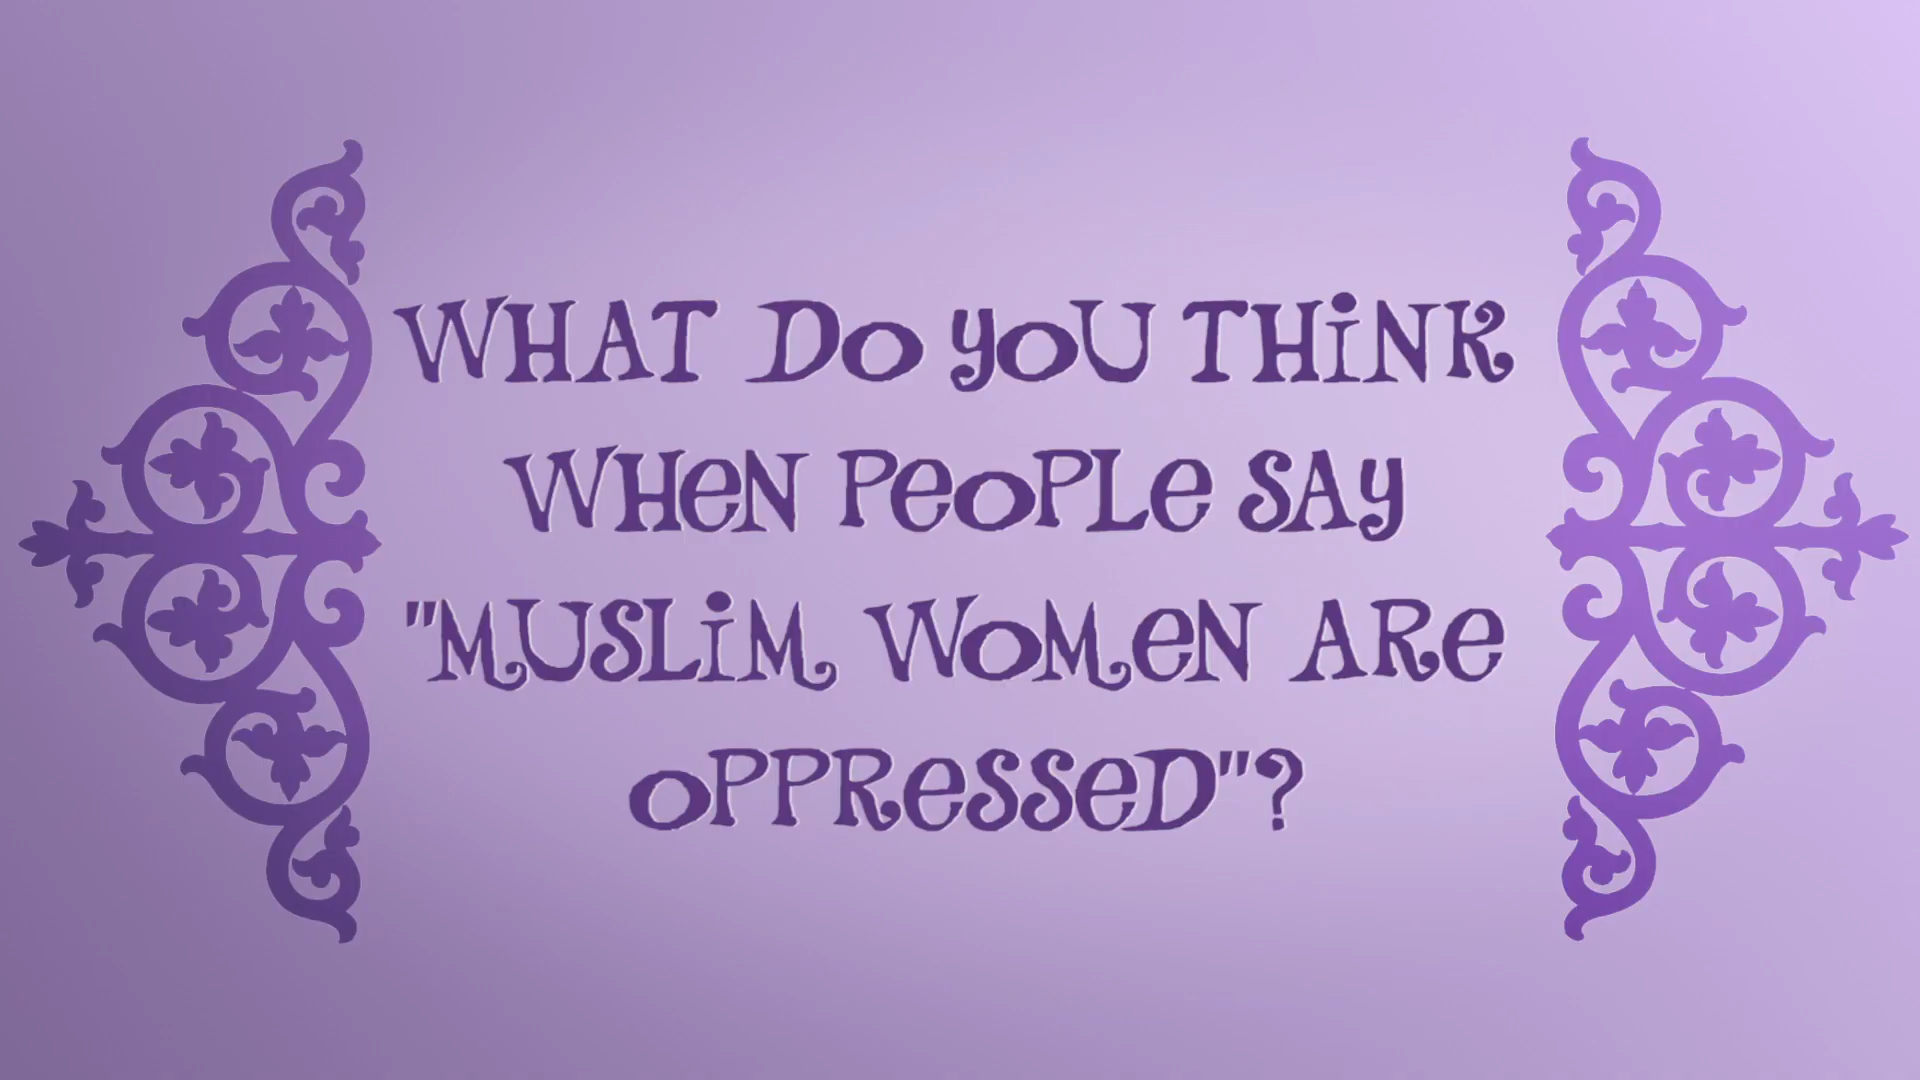 WHAT DO YOU THINK
WHEN PEOPLE SAY
"MUSLIM WOMEN ARE
OPPRESSED"?